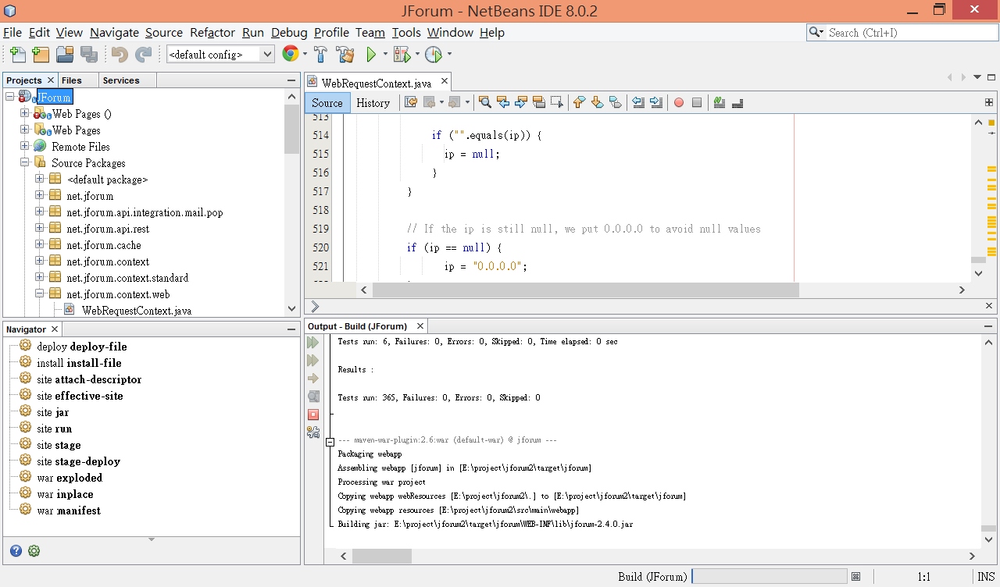 JForum - NetBeans IDE 8.0.2
File Edit View Navigate Source Refactor Run Debug Profile Team Tools Window Help
Search (Ctrl+I)
<default config>
Projects Files Services
JForum
Web Pages ()
Web Pages
Remote Files
Source Packages
<default package>
net.jforum
net.jforum.api.integration.mail.pop
net.jforum.api.rest
net.jforum.cache
net.jforum.context
net.jforum.context.standard
net.jforum.context.web
WebRequestContext.java
Navigator
deploy deploy-file
install install-file
site attach-descriptor
site effective-site
site jar
site run
site stage
site stage-deploy
war exploded
war inplace
war manifest
WebRequestContext.java
Source History
513
514 if ("".equals(ip)) {
515 ip = null;
516 }
517 }
518
519 // If the ip is still null, we put 0.0.0.0 to avoid null values
520 if (ip == null) {
521 ip = "0.0.0.0";
Output - Build (JForum)
Tests run: 6, Failures: 0, Errors: 0, Skipped: 0, Time elapsed: 0 sec
Results :
Tests run: 365, Failures: 0, Errors: 0, Skipped: 0
--- maven-war-plugin:2.6:war (default-war) @ jforum ---
Packaging webapp
Assembling webapp [jforum] in [E:\project\jforum2\target\jforum]
Processing war project
Copying webapp webResources [E:\project\jforum2\.] to [E:\project\jforum2\target\jforum]
Copying webapp resources [E:\project\jforum2\src\main\webapp]
Building jar: E:\project\jforum2\target\jforum\WEB-INF\lib\jforum-2.4.0.jar
Build (JForum)
1:1
INS